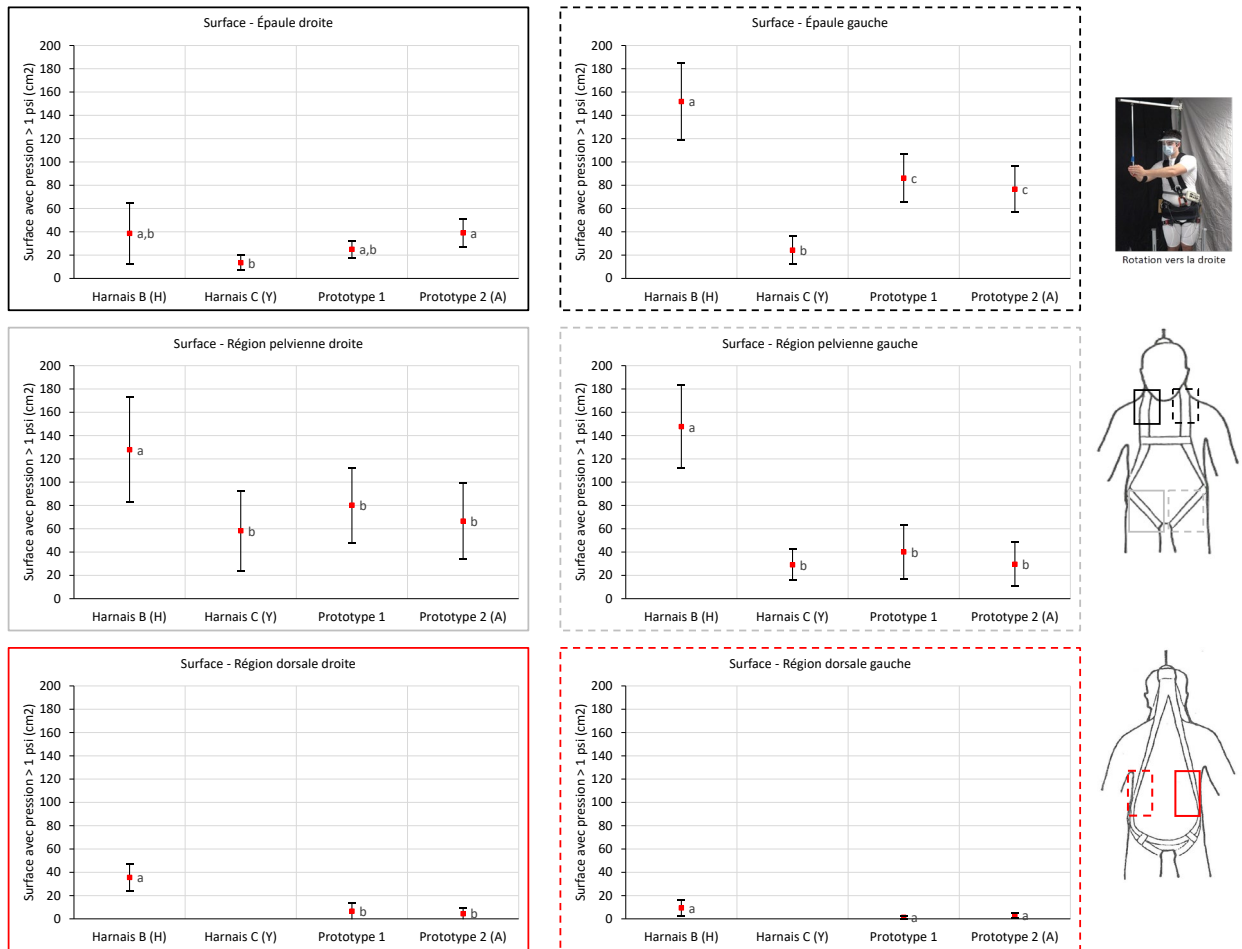 Surface - Épaule droite
Surface avec pression > 1 psi (cm2)
200
180
160
140
120
100
80
60
40
20
0
a,b
b
a,b
a
Harnais B (H) Harnais C (Y) Prototype 1 Prototype 2 (A)
Surface - Épaule gauche
Surface avec pression > 1 psi (cm2)
200
180
160
140
120
100
80
60
40
20
0
a
b
c
c
Harnais B (H) Harnais C (Y) Prototype 1 Prototype 2 (A)
Rotation vers la droite
Surface - Région pelvienne droite
Surface avec pression > 1 psi (cm2)
200
180
160
140
120
100
80
60
40
20
0
a
b
b
b
Harnais B (H) Harnais C (Y) Prototype 1 Prototype 2 (A)
Surface - Région pelvienne gauche
Surface avec pression > 1 psi (cm2)
200
180
160
140
120
100
80
60
40
20
0
a
b
b
b
Harnais B (H) Harnais C (Y) Prototype 1 Prototype 2 (A)
Surface - Région dorsale droite
Surface avec pression > 1 psi (cm2)
200
180
160
140
120
100
80
60
40
20
0
a
b
b
Harnais B (H) Harnais C (Y) Prototype 1 Prototype 2 (A)
Surface - Région dorsale gauche
Surface avec pression > 1 psi (cm2)
200
180
160
140
120
100
80
60
40
20
0
a
a
a
Harnais B (H) Harnais C (Y) Prototype 1 Prototype 2 (A)